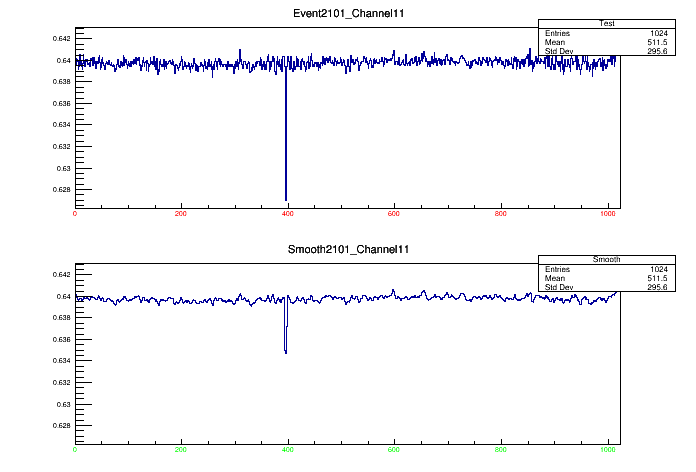 Event2101_Channel11
Test
Entries 1024
Mean 511.5
Std Dev 295.6
0.642
0.64
0.638
0.636
0.634
0.632
0.63
0.628
0 200 400 600 800 1000
Smooth2101_Channel11
Smooth
Entries 1024
Mean 511.5
Std Dev 295.6
0.642
0.64
0.638
0.636
0.634
0.632
0.63
0.628
0 200 400 600 800 1000